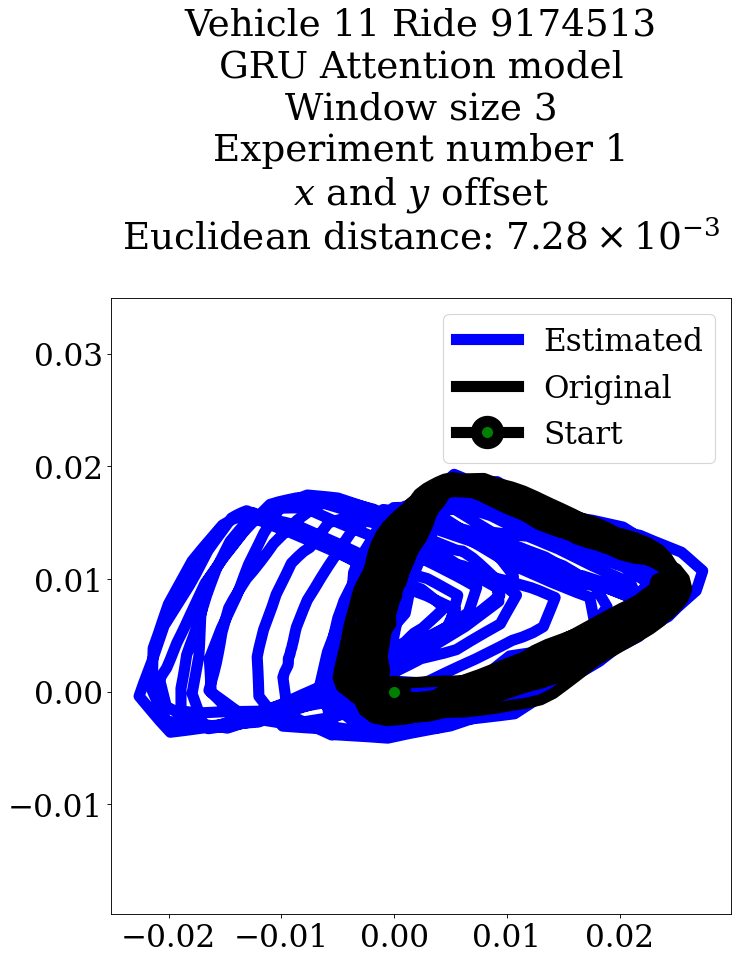 Vehicle 11 Ride 9174513
GRU Attention model
Window size 3
Experiment number 1
x and y offset
Euclidean distance: 7.28 × 10⁻³
Estimated
Original
Start
0.03
0.02
0.01
0.00
−0.01
−0.02 −0.01 0.00 0.01 0.02